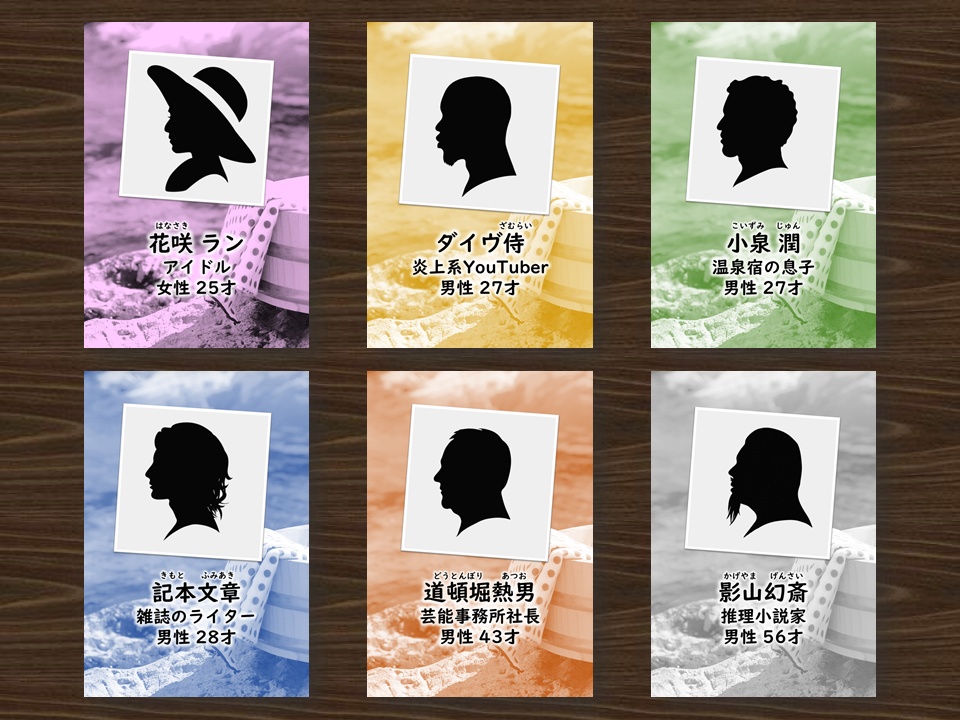 はなさき
花咲 ラン
アイドル
女性 25才
ざむらい
ダイヴ侍
炎上系YouTuber
男性 27才
こいずみ じゅん
小泉 潤
温泉宿の息子
男性 27才
きもと ふみあき
記本文章
雑誌のライター
男性 28才
どうとんぼり あつお
道頓堀熱男
芸能事務所社長
男性 43才
かげやま げんさい
影山幻斎
推理小説家
男性 56才